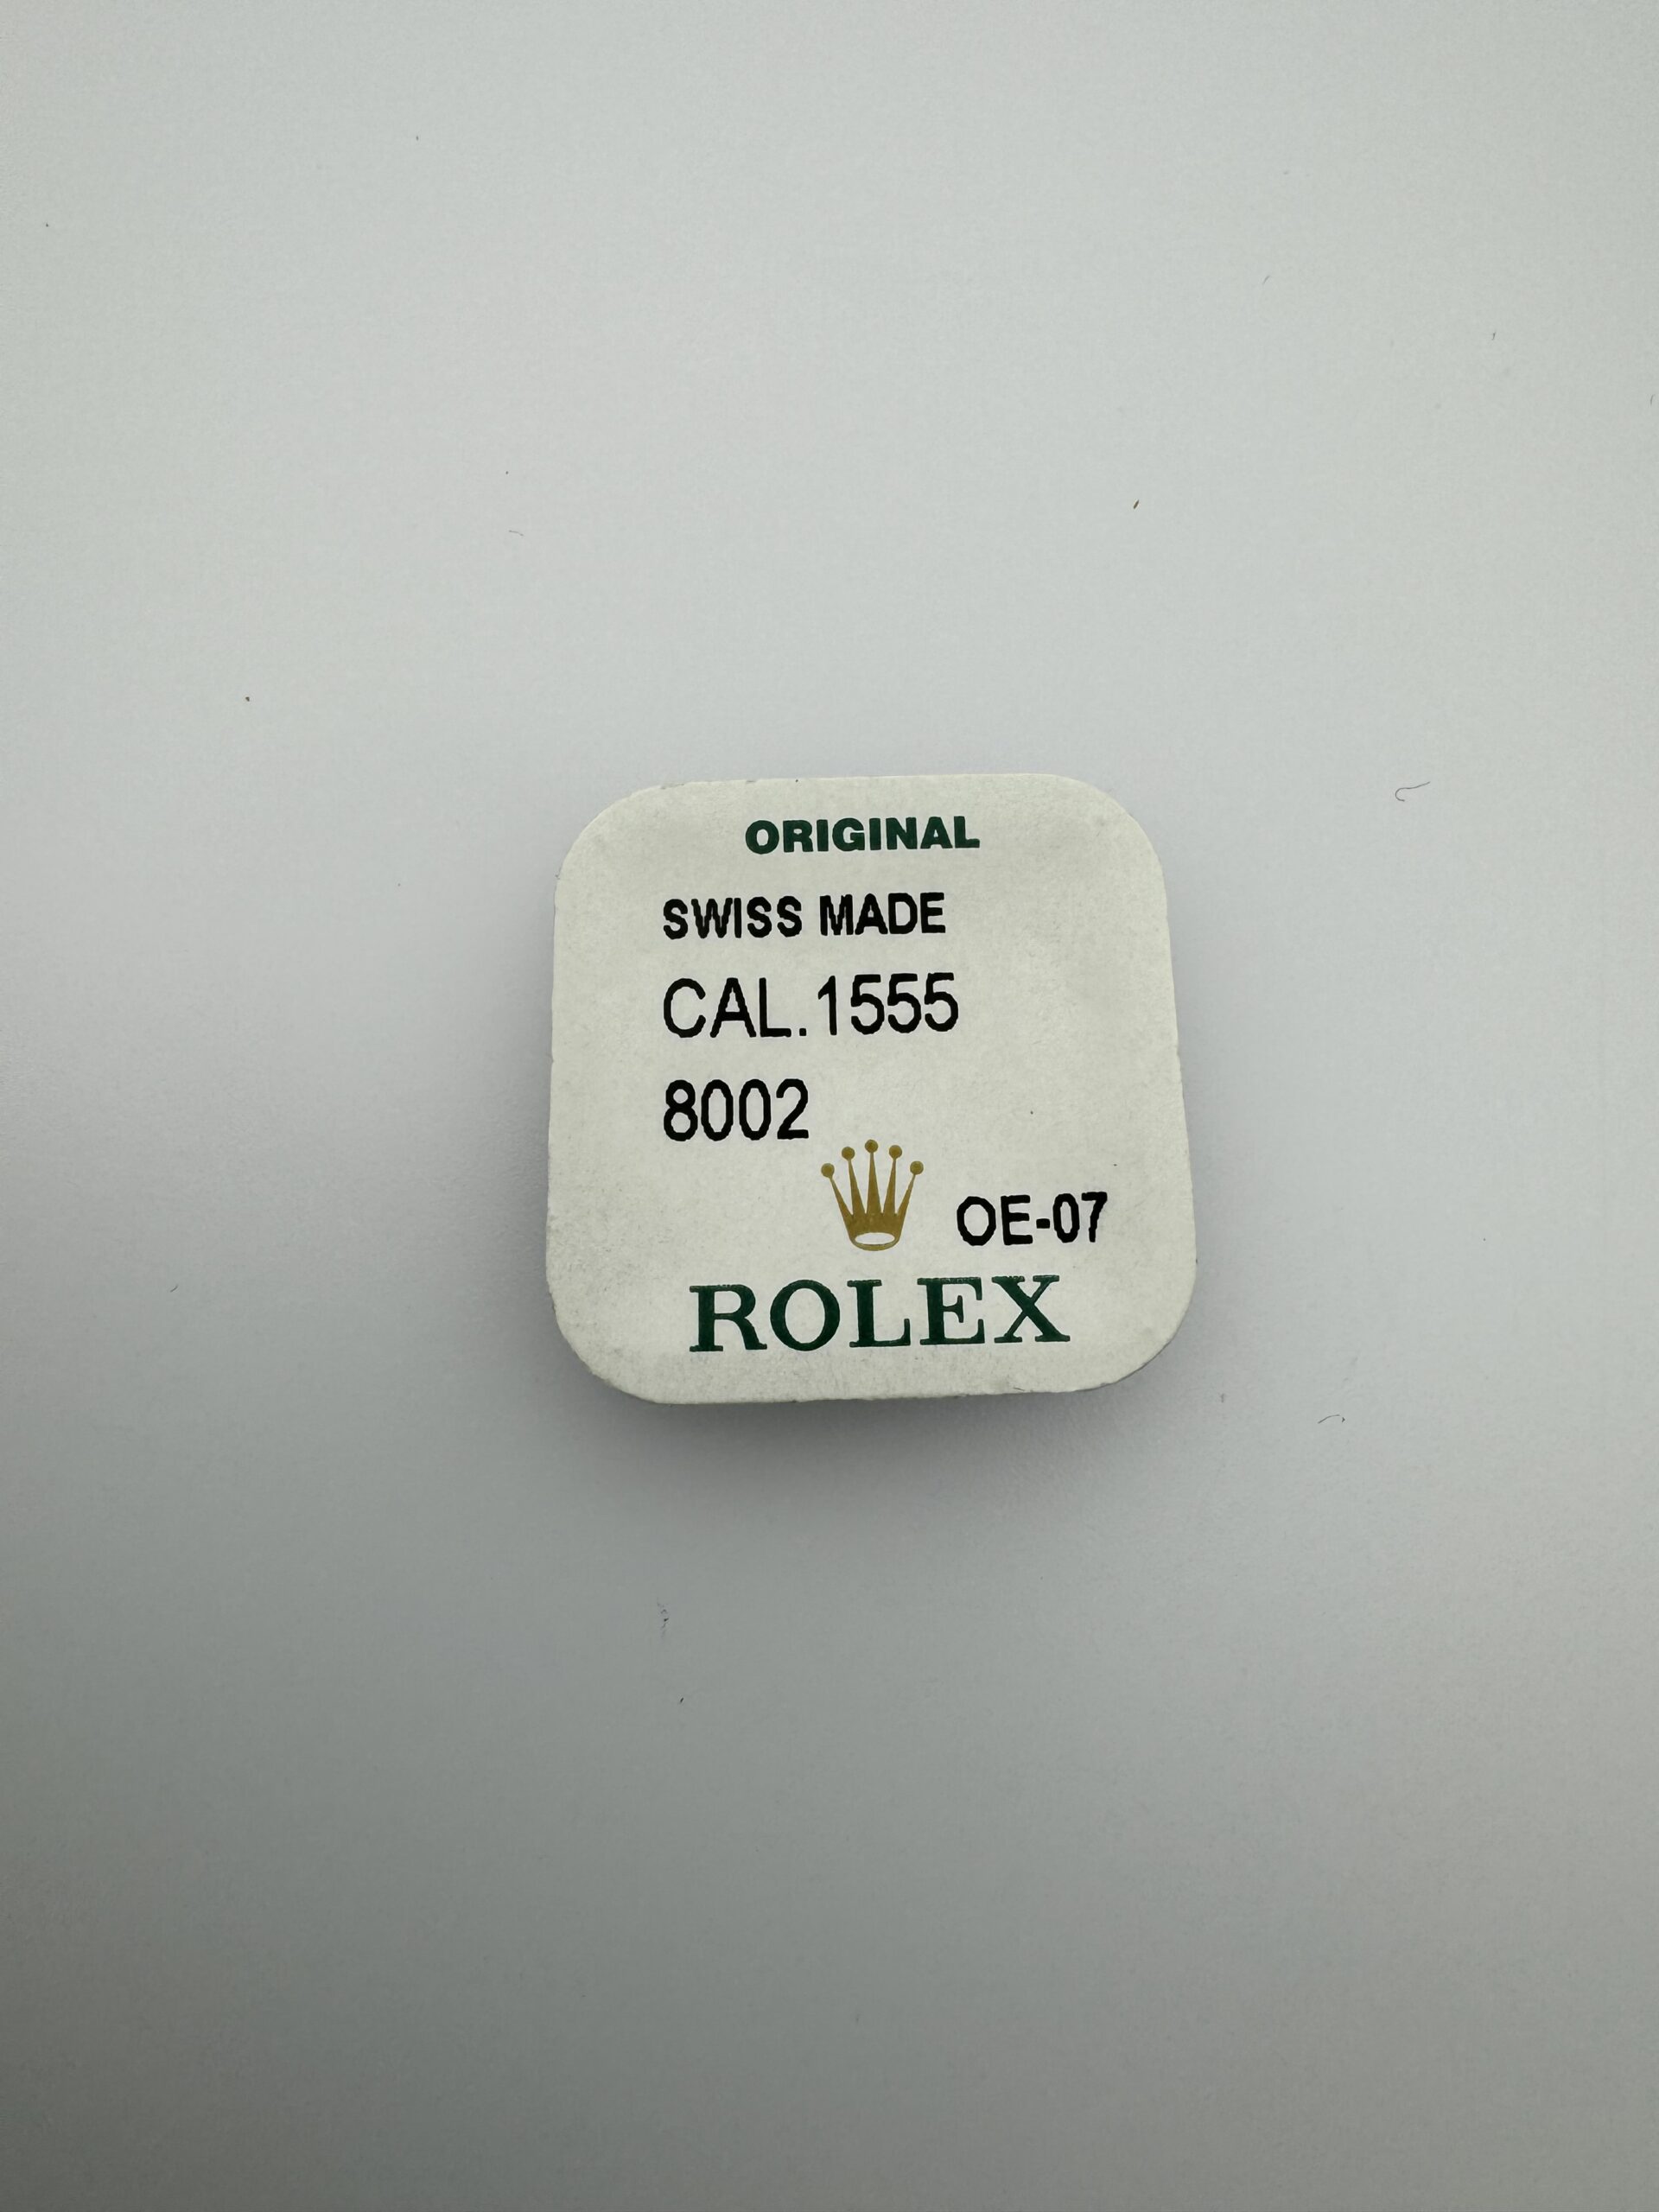 ORIGINAL
SWISS MADE
CAL.1555
8002
OE-07
ROLEX